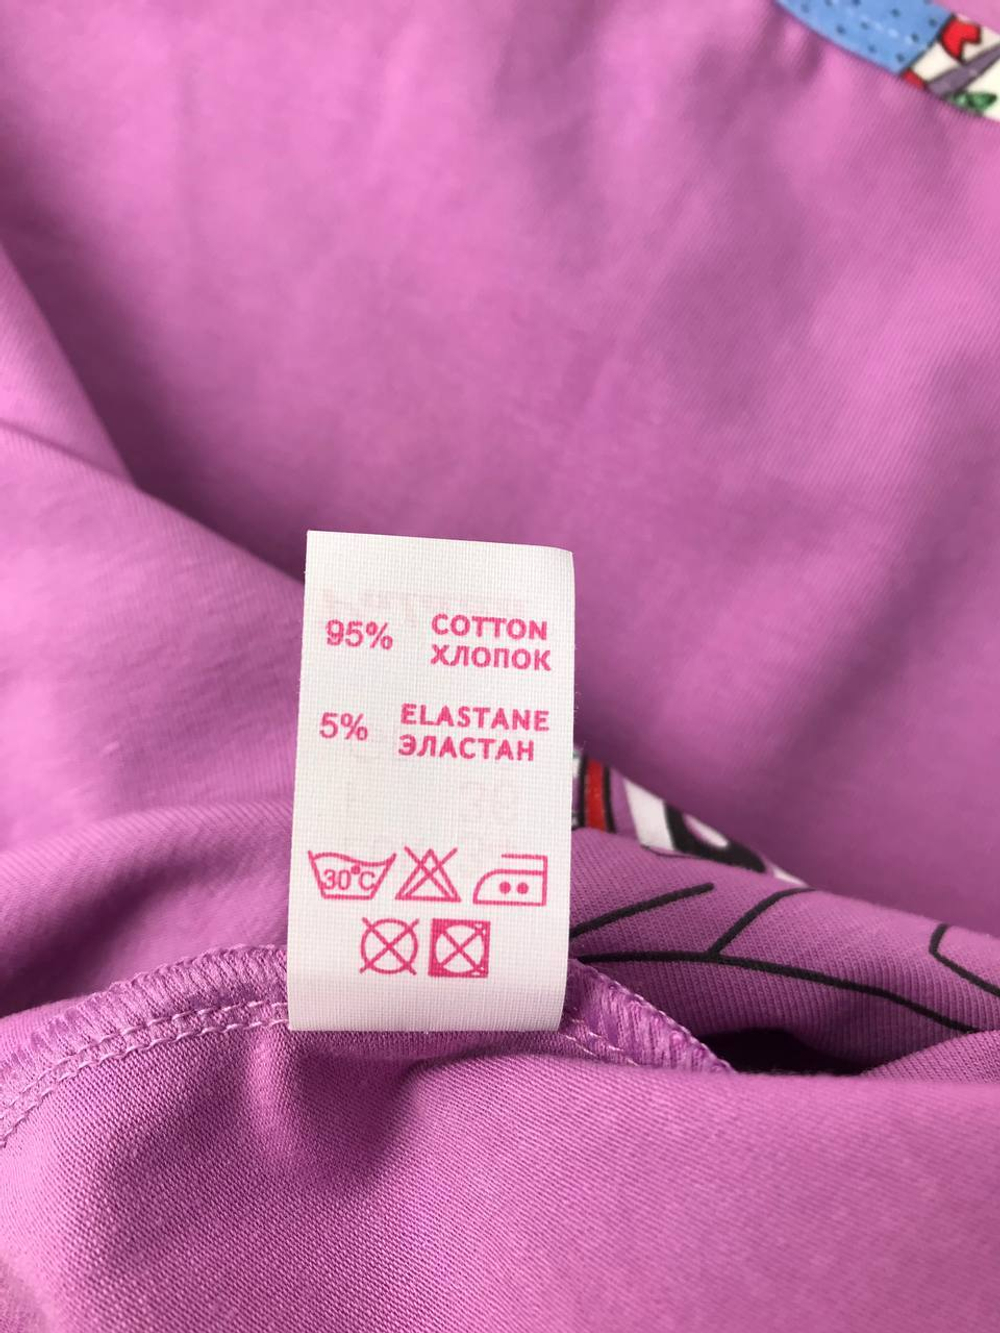 95% COTTON
ХЛОПОК
5% ELASTANE
ЭЛАСТАН
30°C